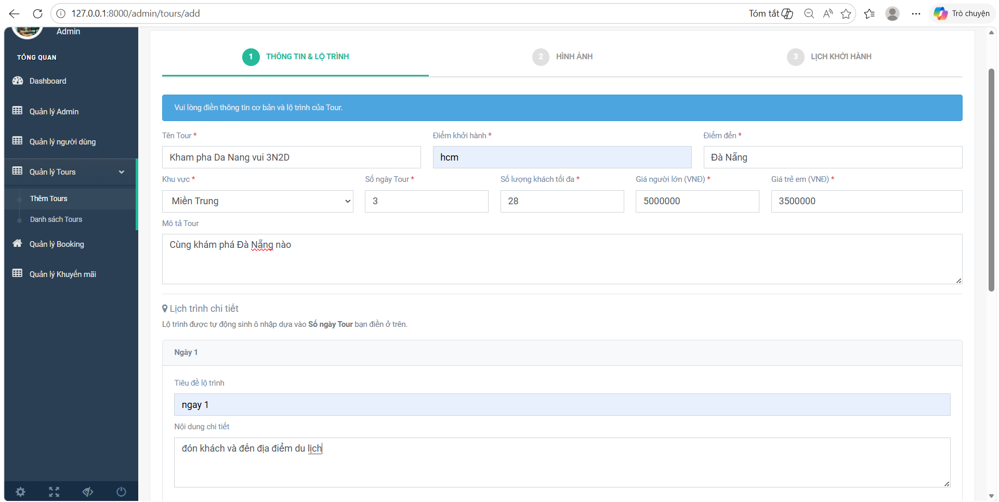 127.0.0.1:8000/admin/tours/add
Tóm tắt
Trò chuyện
Admin
TỔNG QUAN
Dashboard
Quản lý Admin
Quản lý người dùng
Quản lý Tours
Thêm Tours
Danh sách Tours
Quản lý Booking
Quản lý Khuyến mãi
1 THÔNG TIN & LỘ TRÌNH
2 HÌNH ẢNH
3 LỊCH KHỞI HÀNH
Vui lòng điền thông tin cơ bản và lộ trình của Tour.
Tên Tour *
Kham pha Da Nang vui 3N2D
Điểm khởi hành *
hcm
Điểm đến *
Đà Nẵng
Khu vực *
Miền Trung
Số ngày Tour *
3
Số lượng khách tối đa *
28
Giá người lớn (VNĐ) *
5000000
Giá trẻ em (VNĐ) *
3500000
Mô tả Tour
Cùng khám phá Đà Nẵng nào
Lịch trình chi tiết
Lộ trình được tự động sinh ô nhập dựa vào Số ngày Tour bạn điền ở trên.
Ngày 1
Tiêu đề lộ trình
ngay 1
Nội dung chi tiết
đón khách và đến địa điểm du lịch